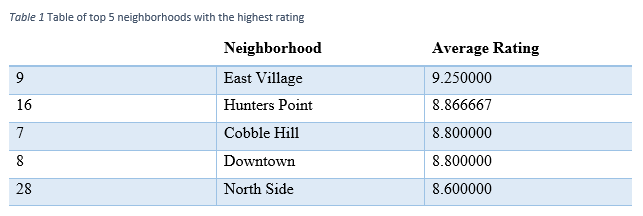 Table 1 Table of top 5 neighborhoods with the highest rating
Neighborhood Average Rating
9 East Village 9.250000
16 Hunters Point 8.866667
7 Cobble Hill 8.800000
8 Downtown 8.800000
28 North Side 8.600000